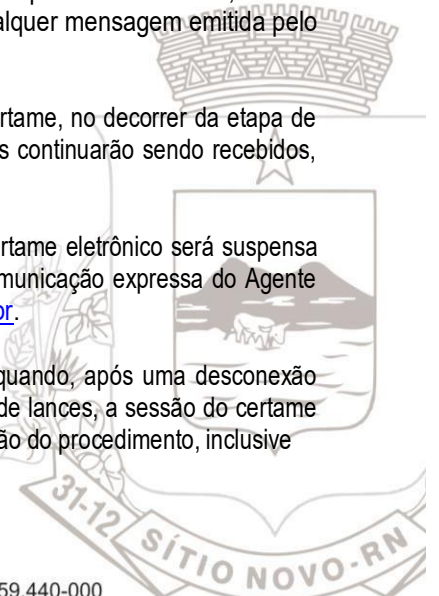 alquer mensagem emitida pelo
rtame, no decorrer da etapa de
s continuarão sendo recebidos,
rtame eletrônico será suspensa
municação expressa do Agente
or.
quando, após uma desconexão
de lances, a sessão do certame
ão do procedimento, inclusive
31-12 SÍTIO NOVO-RN
59.440-000